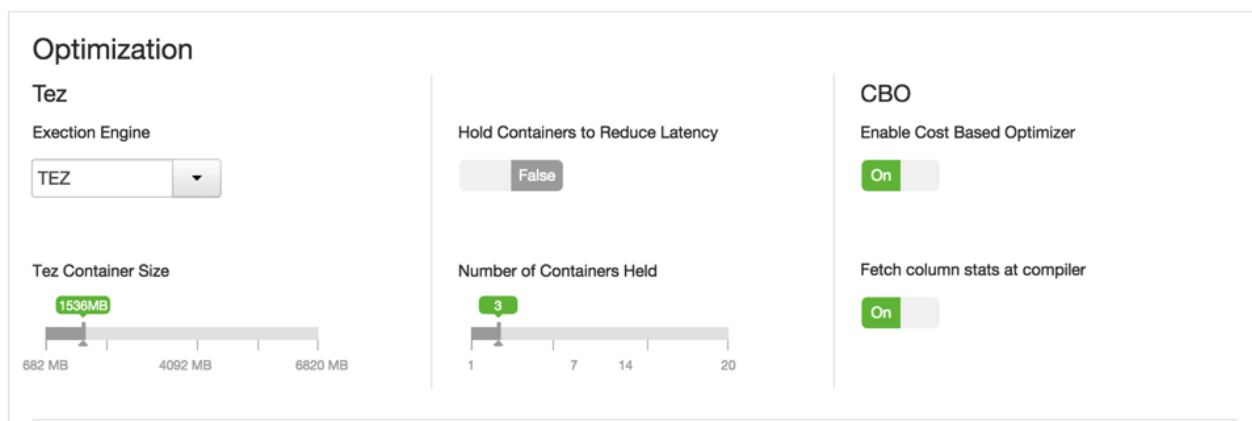 Optimization
Tez
Exection Engine
TEZ
Tez Container Size
1536MB
682 MB 4092 MB 6820 MB
Hold Containers to Reduce Latency
False
Number of Containers Held
3
1 7 14 20
CBO
Enable Cost Based Optimizer
On
Fetch column stats at compiler
On